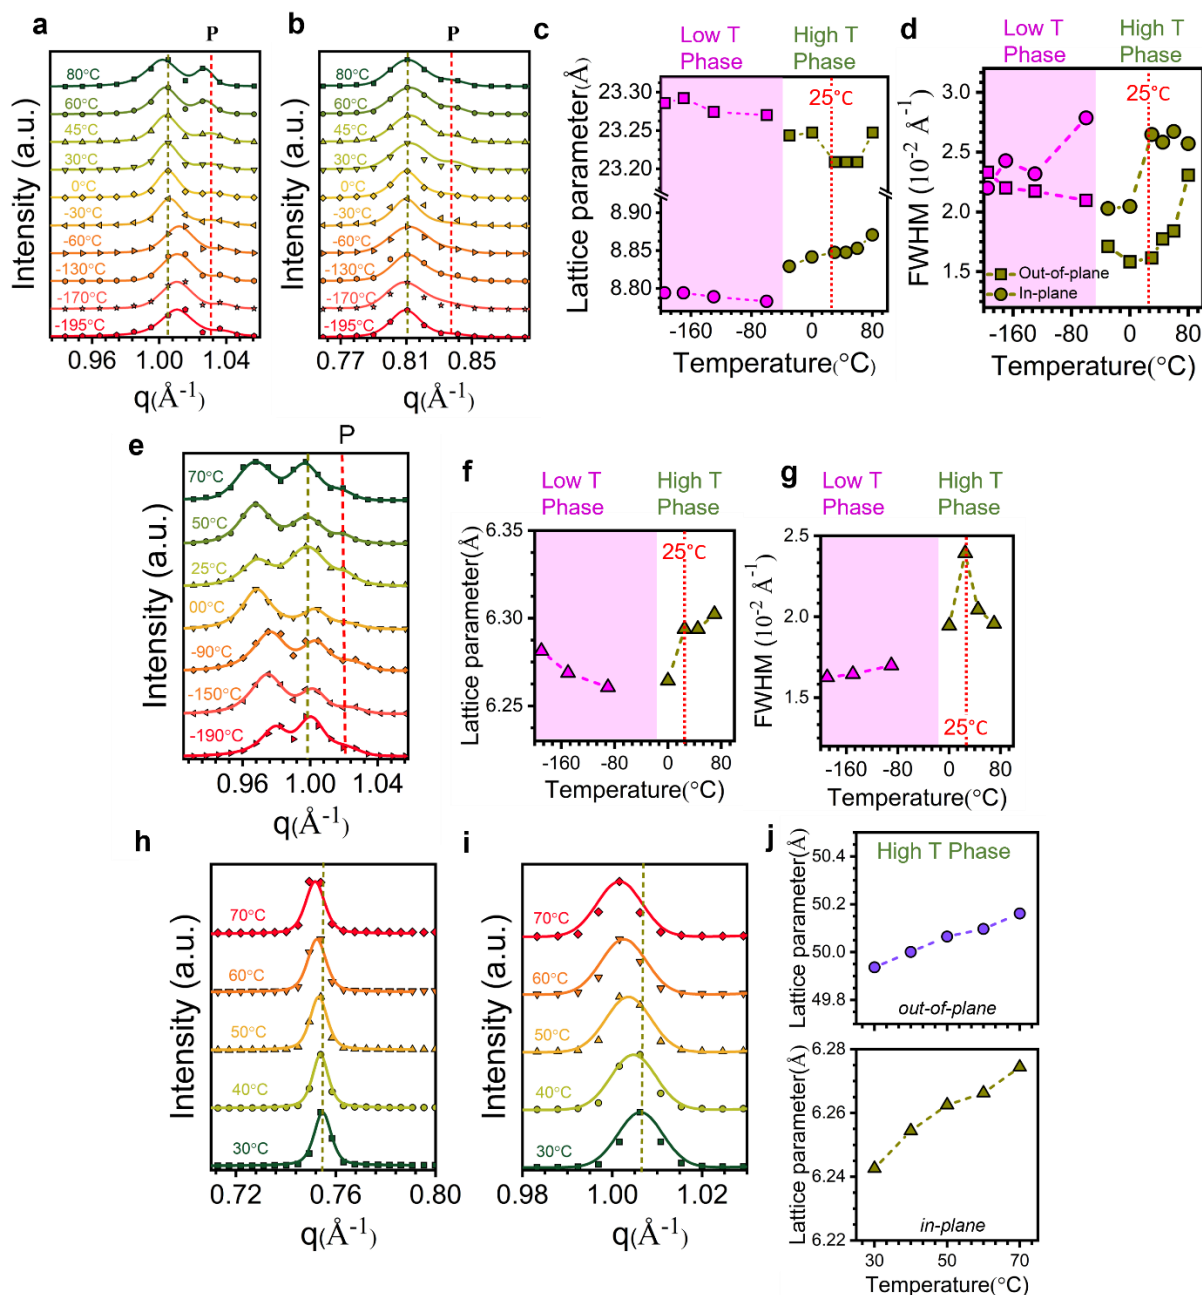 a
P
80°C
60°C
45°C
30°C
0°C
-30°C
-60°C
-130°C
-170°C
-195°C
Intensity (a.u.)
0.96 1.00 1.04
q(Å⁻¹)
b
P
80°C
60°C
45°C
30°C
0°C
-30°C
-60°C
-130°C
-170°C
-195°C
Intensity (a.u.)
0.77 0.81 0.85
q(Å⁻¹)
c
Low T
Phase
High T
Phase
25°C
Lattice parameter(Å)
23.30
23.25
23.20
8.90
8.85
8.80
-160 -80 0 80
Temperature(°C)
d
Low T
Phase
High T
Phase
25°C
FWHM (10⁻² Å⁻¹)
3.0
2.5
2.0
1.5
Out-of-plane
In-plane
-160 -80 0 80
Temperature(°C)
e
P
70°C
50°C
25°C
00°C
-90°C
-150°C
-190°C
Intensity (a.u.)
0.96 1.00 1.04
q(Å⁻¹)
f
Low T
Phase
High T
Phase
25°C
Lattice parameter(Å)
6.35
6.30
6.25
-160 -80 0 80
Temperature(°C)
g
Low T
Phase
High T
Phase
25°C
FWHM (10⁻² Å⁻¹)
2.5
2.0
1.5
-160 -80 0 80
Temperature(°C)
h
70°C
60°C
50°C
40°C
30°C
Intensity (a.u.)
0.72 0.76 0.80
q(Å⁻¹)
i
70°C
60°C
50°C
40°C
30°C
Intensity (a.u.)
0.98 1.00 1.02
q(Å⁻¹)
j
High T Phase
Lattice parameter(Å)
50.4
50.2
50.0
49.8
out-of-plane
Lattice parameter(Å)
6.28
6.26
6.24
6.22
in-plane
30 50 70
Temperature(°C)